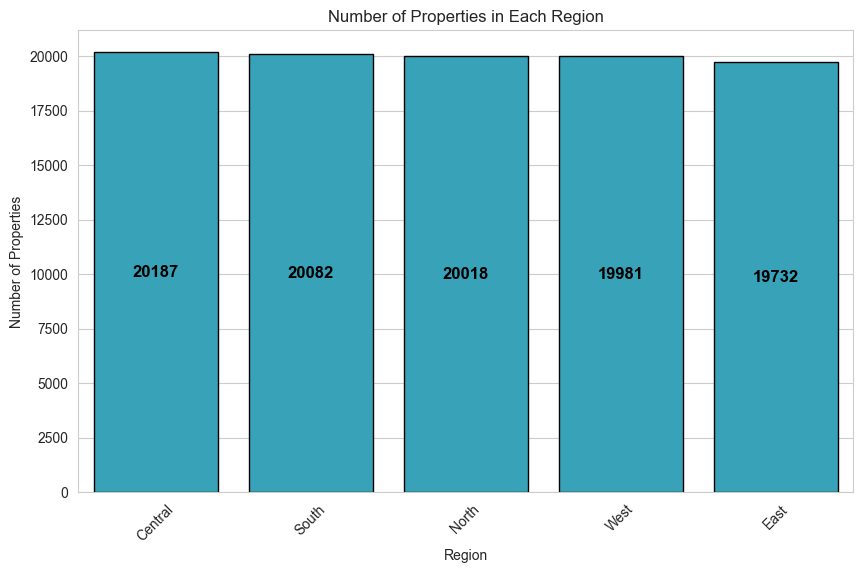 Number of Properties in Each Region
Number of Properties
20000
17500
15000
12500
10000
7500
5000
2500
0
20187
20082
20018
19981
19732
Central
South
North
West
East
Region